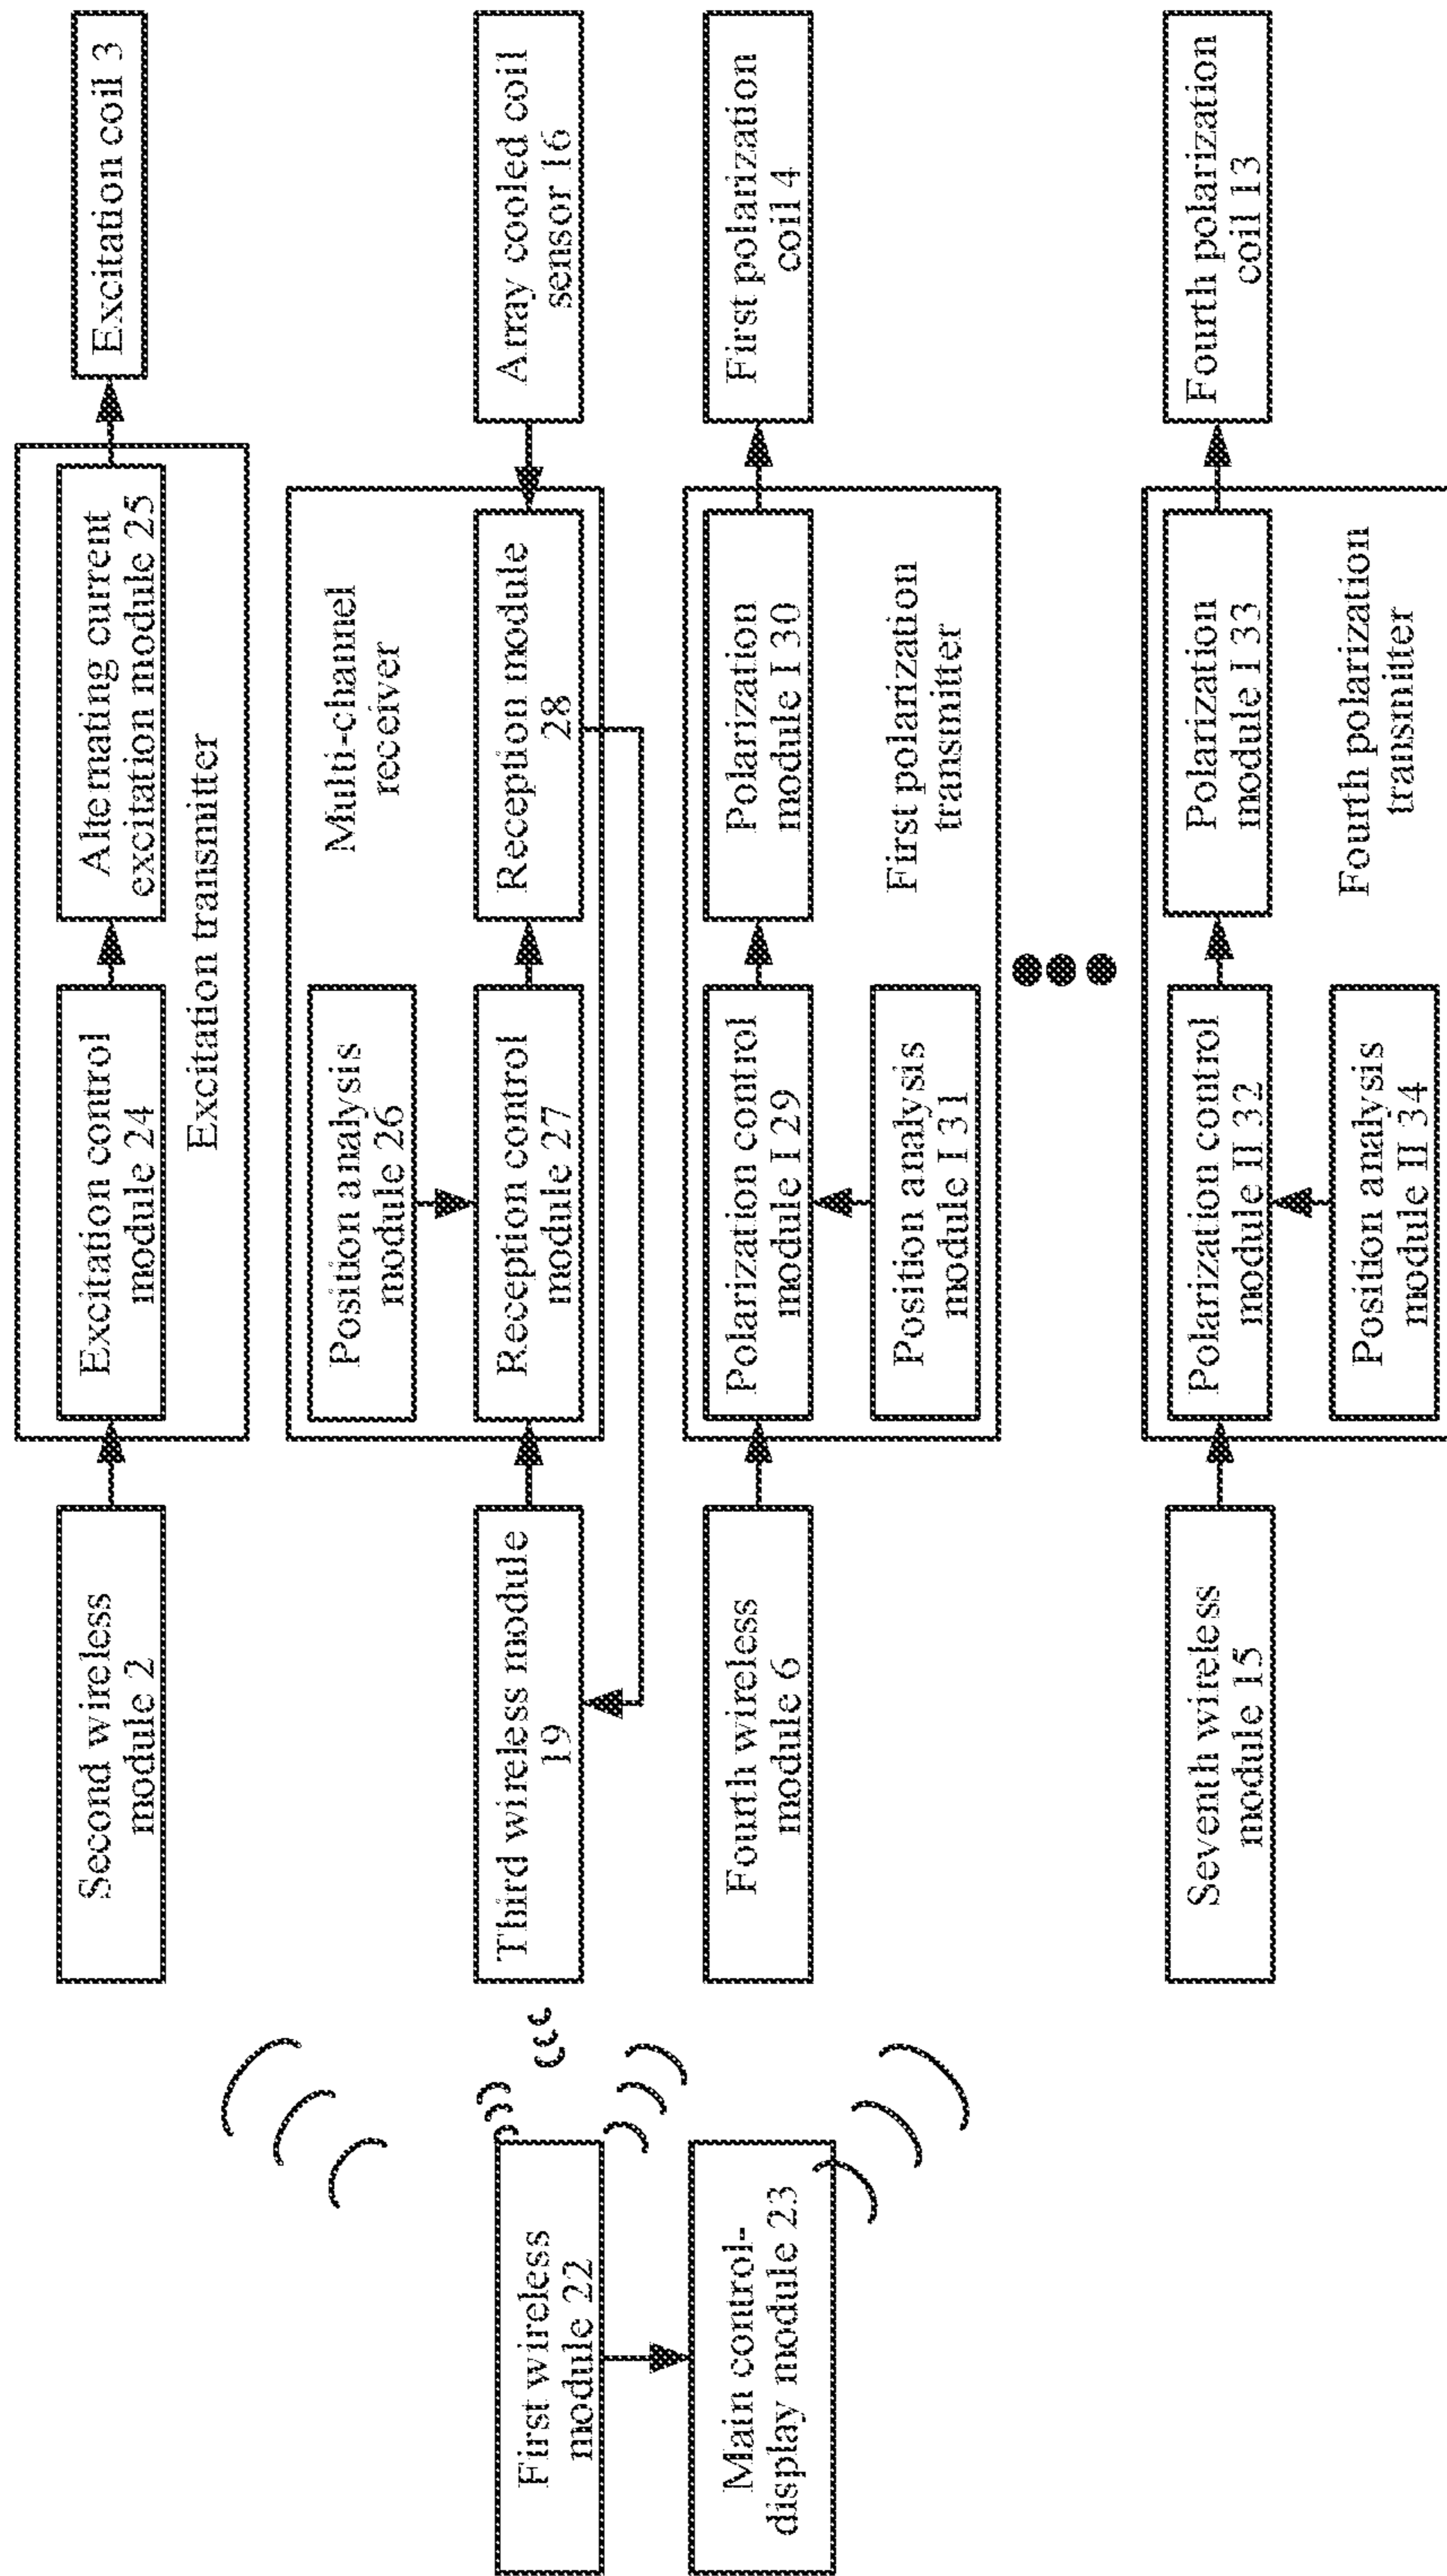 First wireless
module 22
Main control-
display module 23
Second wireless
module 2
Excitation control
module 24
Alternating current
excitation module 25
Excitation transmitter
Excitation coil 3
Third wireless module
19
Multi-channel
receiver
Position analysis
module 26
Reception control
module 27
Reception module
28
Array cooled coil
sensor 16
Fourth wireless
module 6
Polarization control
module I 29
Polarization
module I 30
Position analysis
module I 31
First polarization
transmitter
First polarization
coil 4
Seventh wireless
module 15
Polarization control
module II 32
Polarization
module I 33
Position analysis
module II 34
Fourth polarization
transmitter
Fourth polarization
coil 13